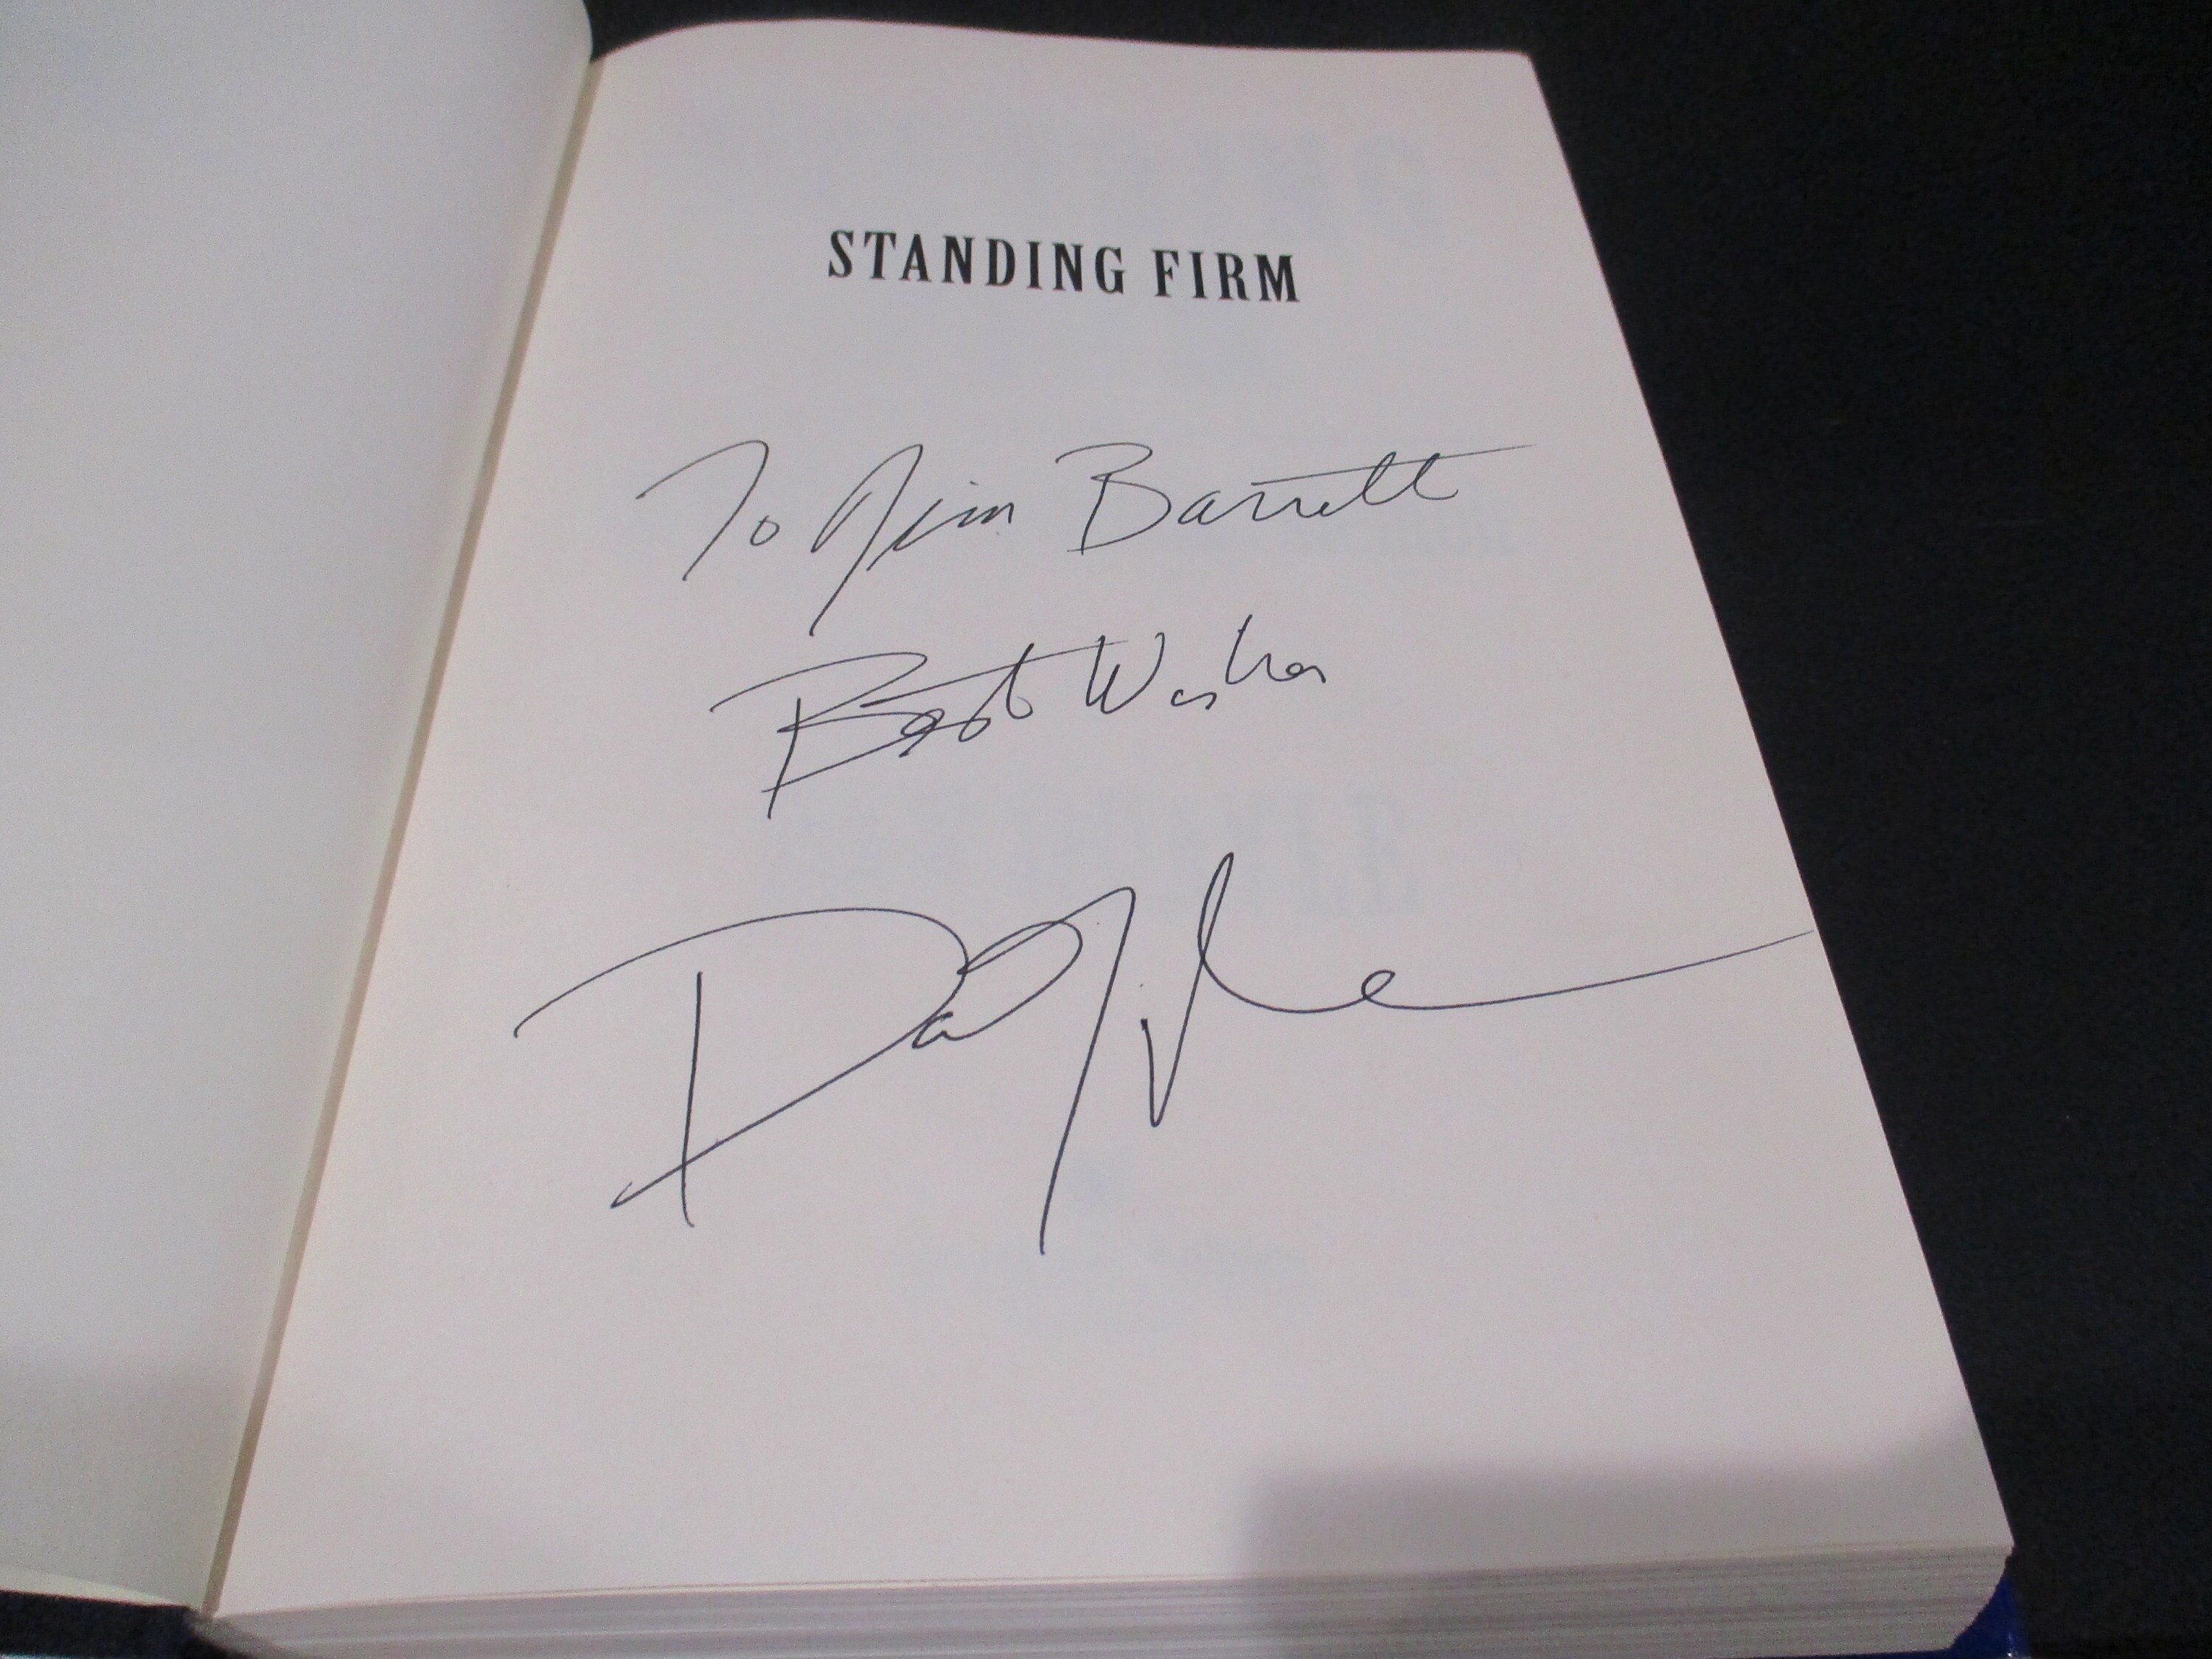 STANDING FIRM
To Jim Barrett
Best Wishes